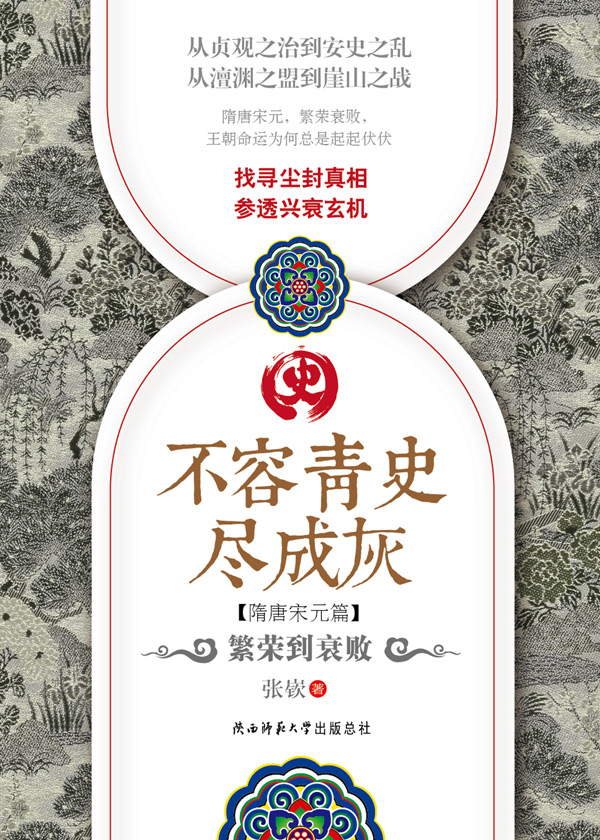 从贞观之治到安史之乱
从澶渊之盟到崖山之战
隋唐宋元，繁荣衰败，
王朝命运为何总是起起伏伏
找寻尘封真相
参透兴衰玄机
史
不容青史
尽成灰
【隋唐宋元篇】
繁荣到衰败
张嵚 著
陕西师范大学出版总社